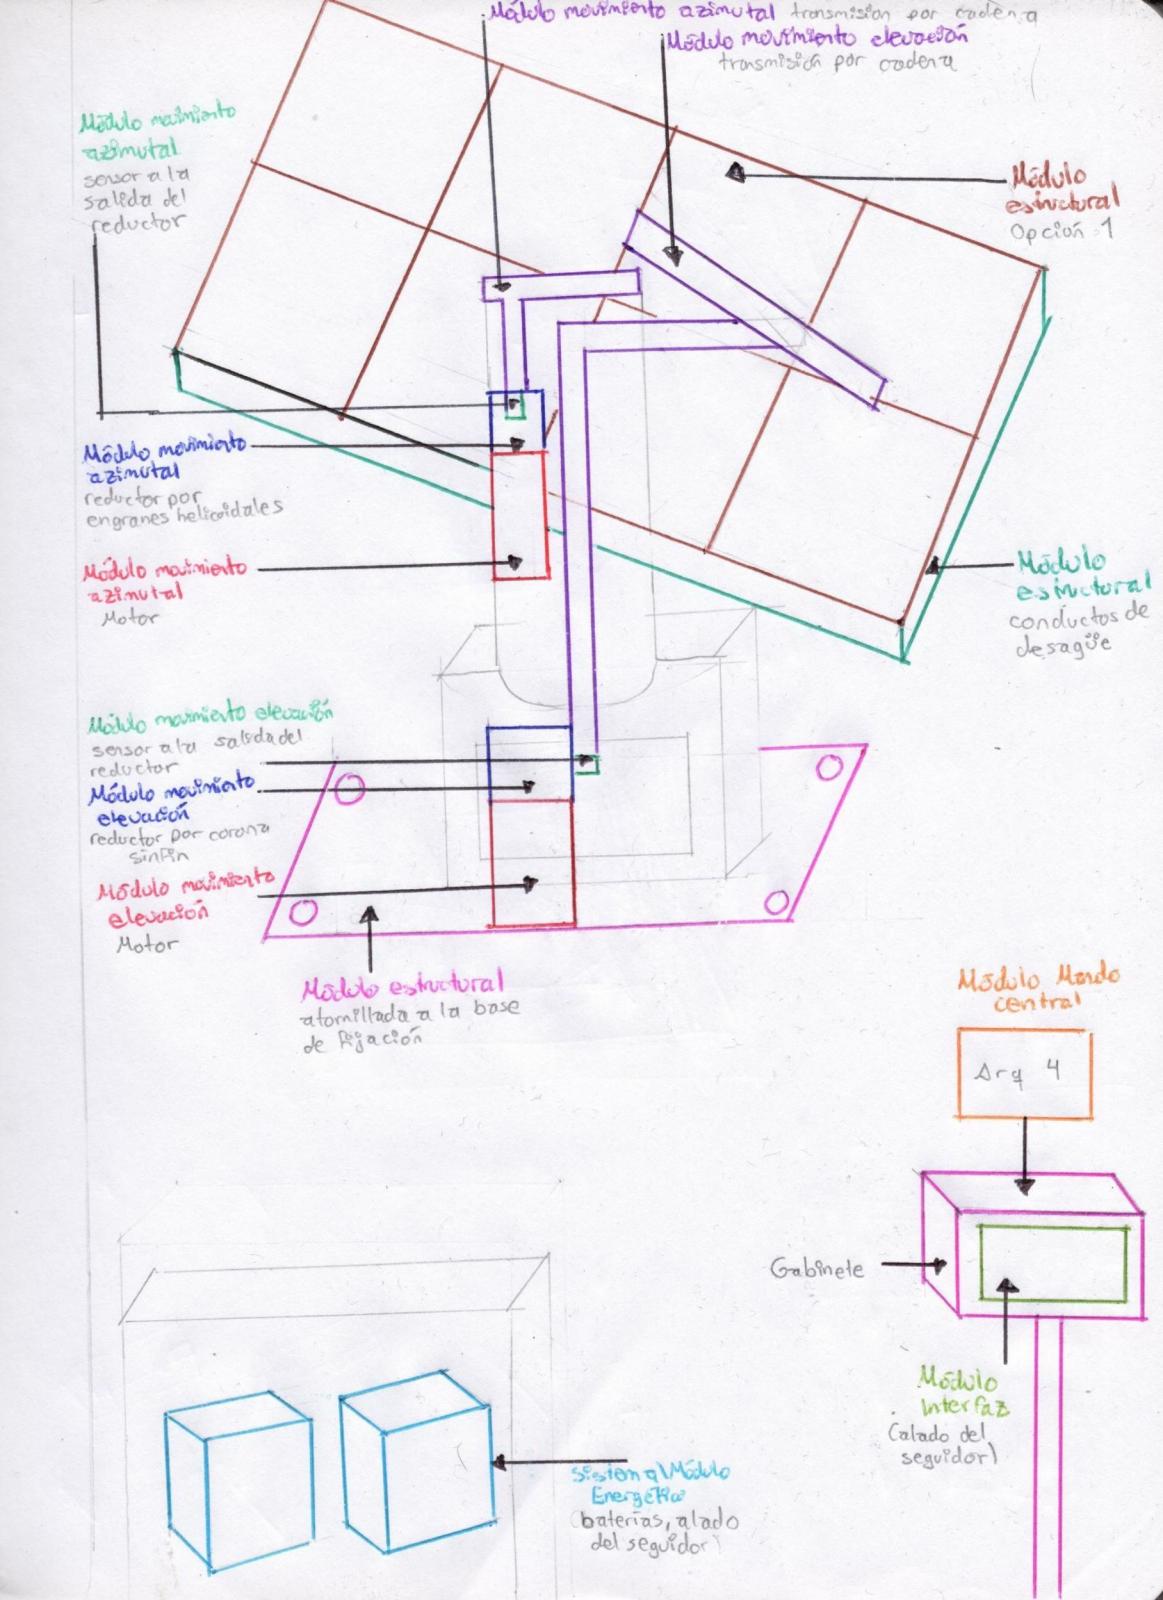 Módulo movimiento azimutal transmision por cadena
Módulo movimiento elevación
transmisión por cadena
Módulo movimiento
azimutal
sensor a la
salida del
reductor
Módulo
estructural
Opción 1
Módulo movimiento
azimutal
reductor por
engranes helicoidales
Módulo movimiento
azimutal
Motor
Módulo
estructural
conductos de
desagüe
Módulo movimiento elevación
sensor a la salida del
reductor
Módulo movimiento
elevación
reductor por corona
sinfin
Módulo movimiento
elevación
Motor
Módulo estructural
atornillada a la base
de fijación
Módulo Mando
central
Arq 4
Gabinete
Módulo
Interfaz
(alado del
seguidor)
Sistema/Módulo
Energético
(baterías, alado
del seguidor)